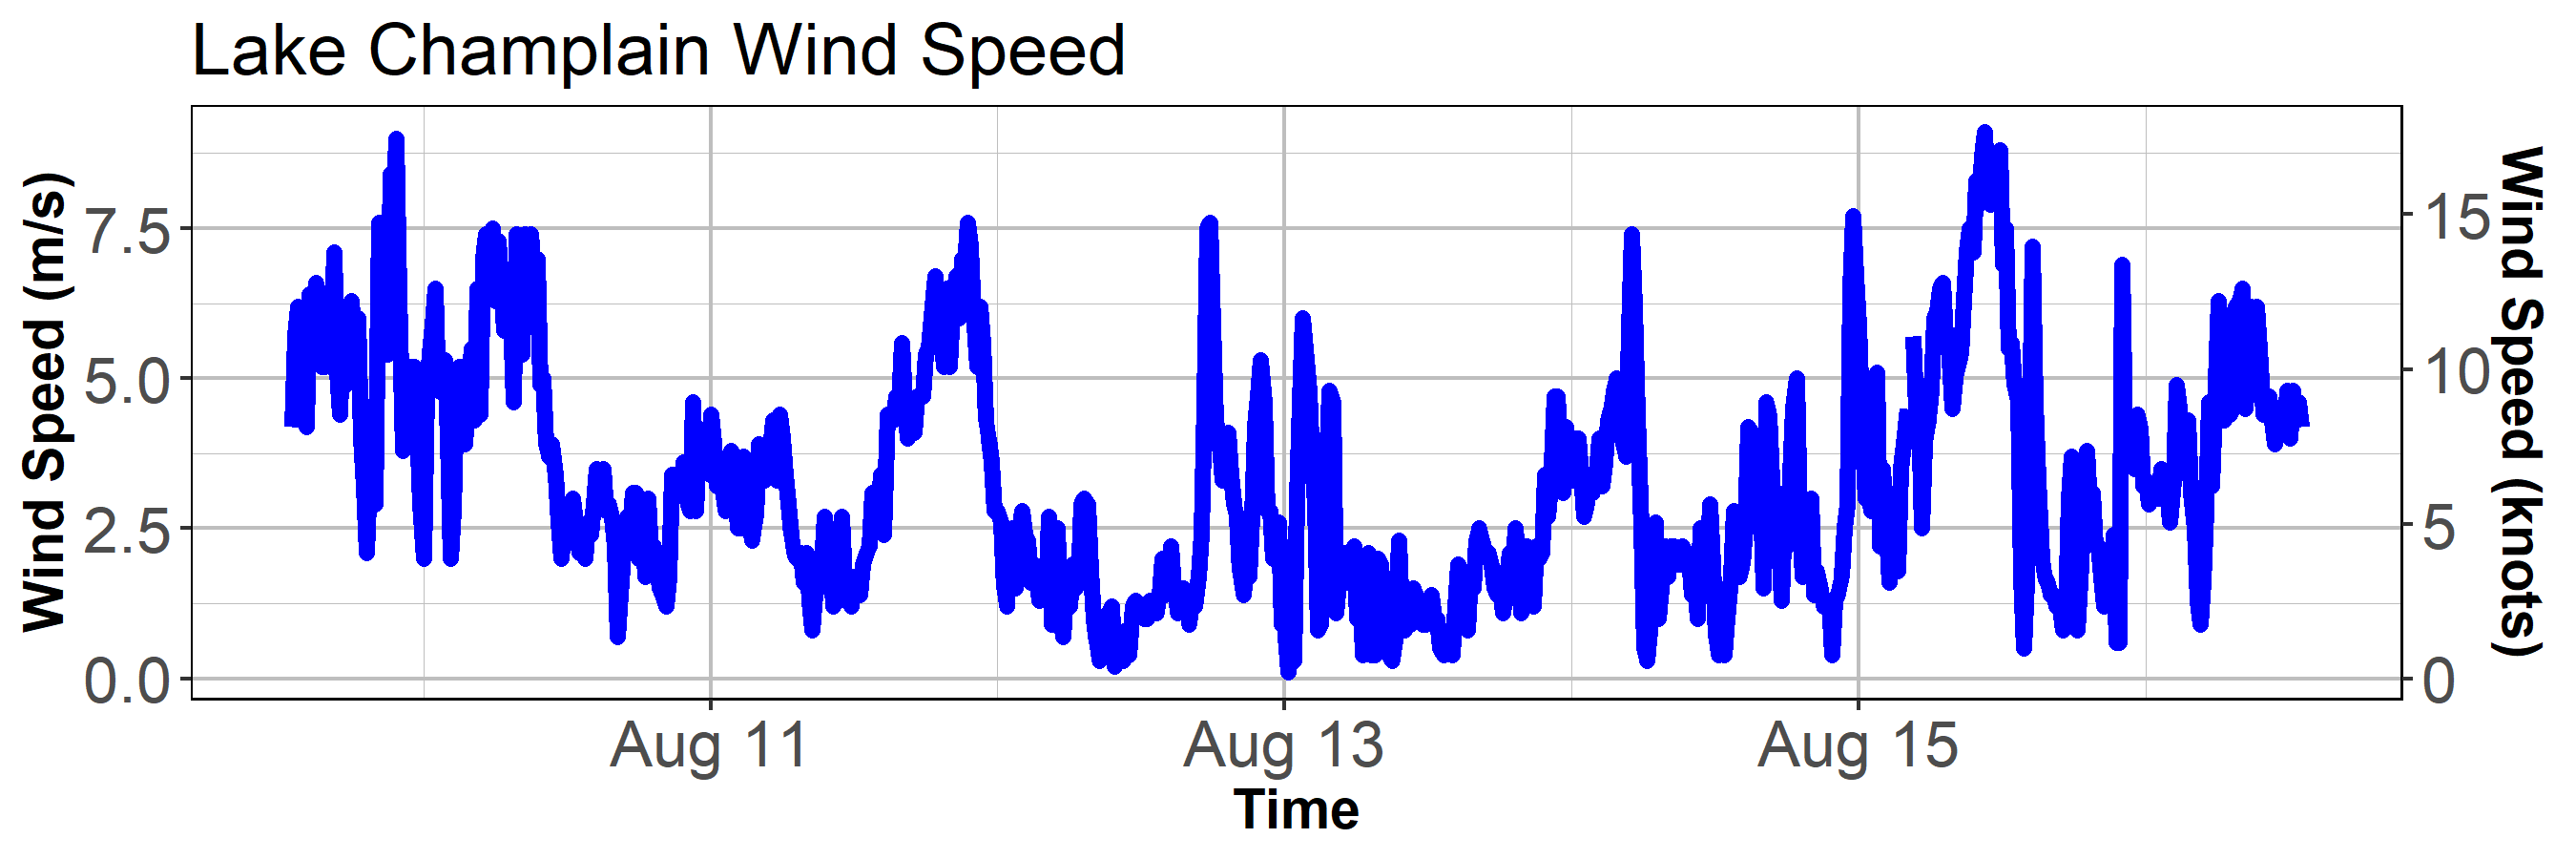 Lake Champlain Wind Speed
Wind Speed (m/s)
7.5
5.0
2.5
0.0
15
10
5
0
Wind Speed (knots)
Aug 11
Aug 13
Aug 15
Time